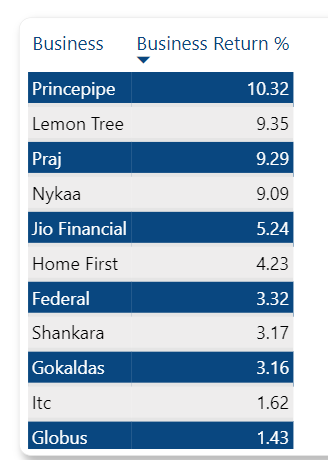 Business Business Return %
Princepipe 10.32
Lemon Tree 9.35
Praj 9.29
Nykaa 9.09
Jio Financial 5.24
Home First 4.23
Federal 3.32
Shankara 3.17
Gokaldas 3.16
Itc 1.62
Globus 1.43